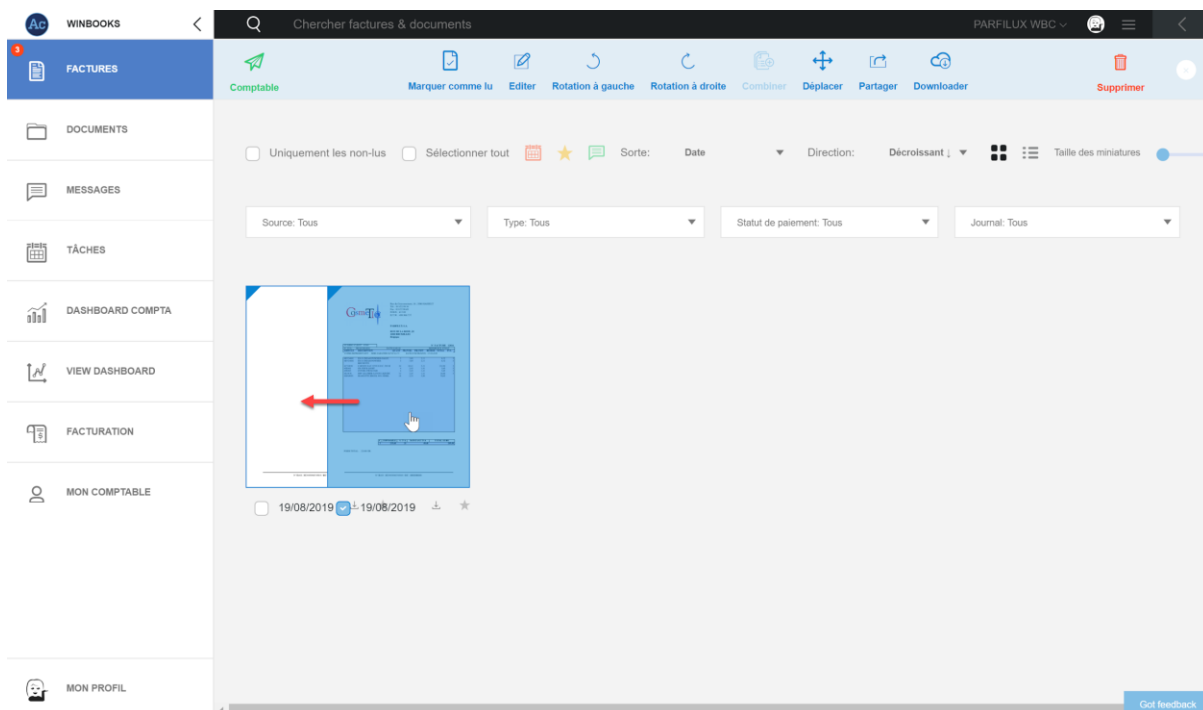 Ac WINBOOKS
Chercher factures & documents
PARFILUX WBC
3
FACTURES
Comptable
Marquer comme lu
Editer
Rotation à gauche
Rotation à droite
Combiner
Déplacer
Partager
Downloader
Supprimer
DOCUMENTS
MESSAGES
TÂCHES
DASHBOARD COMPTA
VIEW DASHBOARD
FACTURATION
MON COMPTABLE
MON PROFIL
Uniquement les non-lus
Sélectionner tout
Sorte: Date
Direction: Décroissant ↓
Taille des miniatures
Source: Tous
Type: Tous
Statut de paiement: Tous
Journal: Tous
19/08/2019
19/08/2019
Got feedback